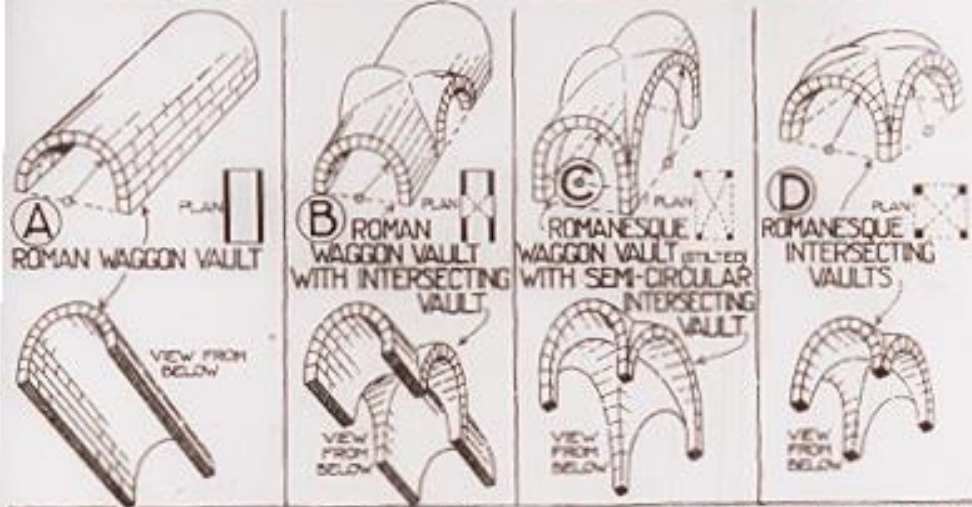 A
PLAN
ROMAN WAGGON VAULT
VIEW FROM
BELOW
B
PLAN
ROMAN
WAGGON VAULT
WITH INTERSECTING
VAULT
VIEW
FROM
BELOW
C
PLAN
ROMANESQUE
WAGGON VAULT (STILTED)
WITH SEMI-CIRCULAR
INTERSECTING
VAULT
VIEW
FROM
BELOW
D
PLAN
ROMANESQUE
INTERSECTING
VAULTS
VIEW
FROM
BELOW